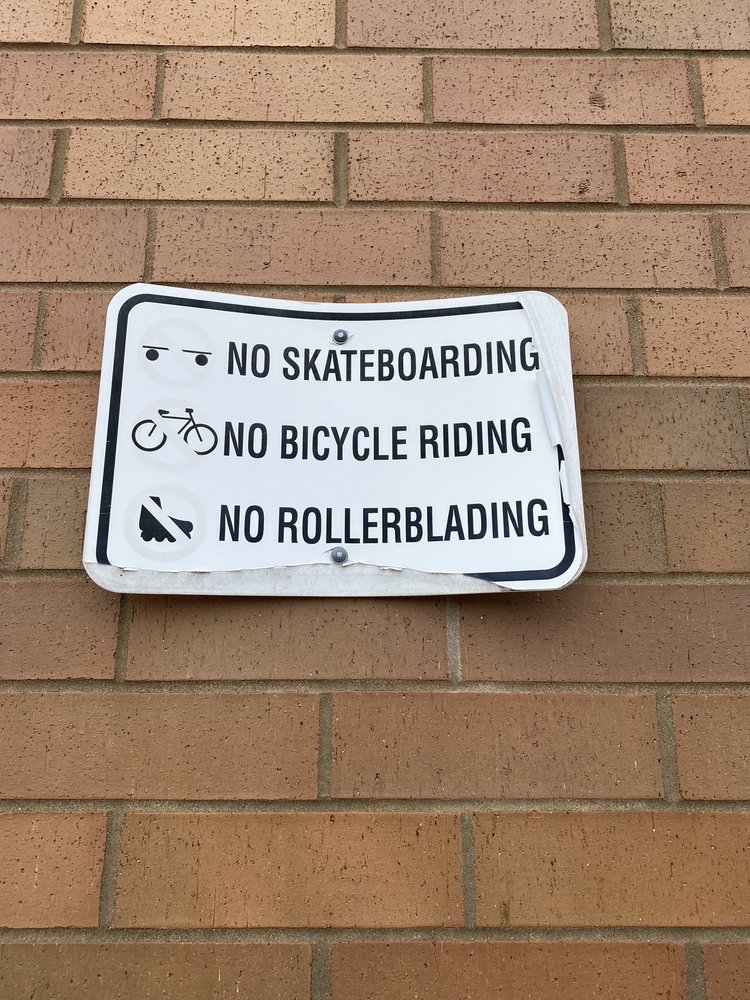 NO SKATEBOARDING
NO BICYCLE RIDING
NO ROLLERBLADING